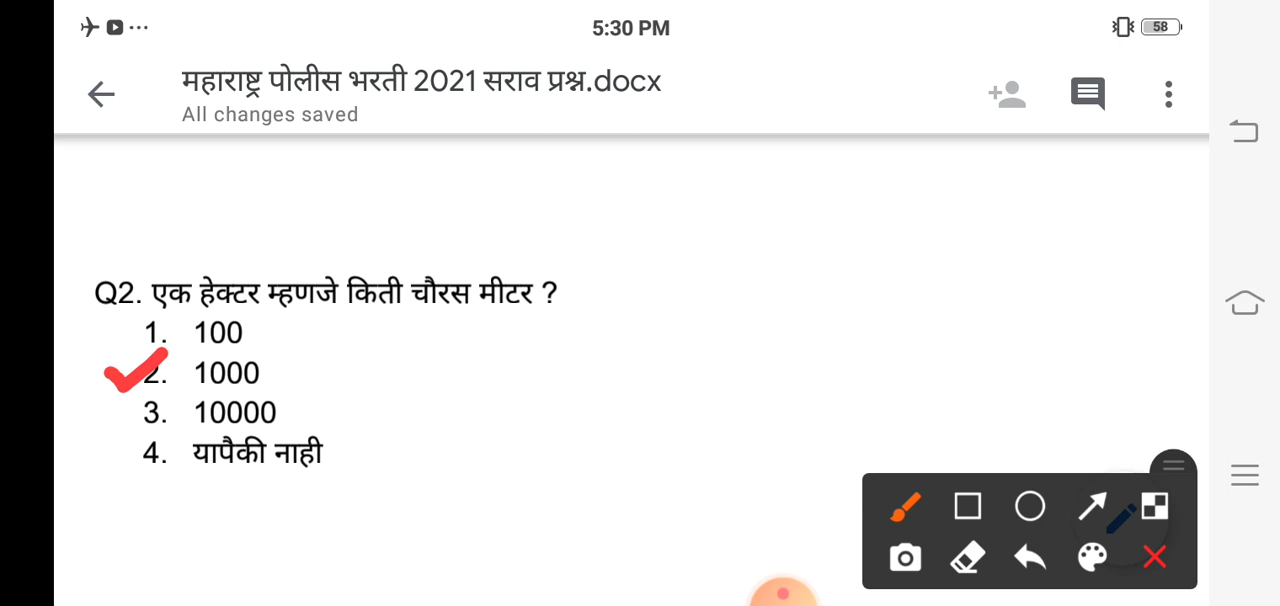 5:30 PM
58
महाराष्ट्र पोलीस भरती 2021 सराव प्रश्न.docx
All changes saved
Q2. एक हेक्टर म्हणजे किती चौरस मीटर ?
1. 100
2. 1000
3. 10000
4. यापैकी नाही